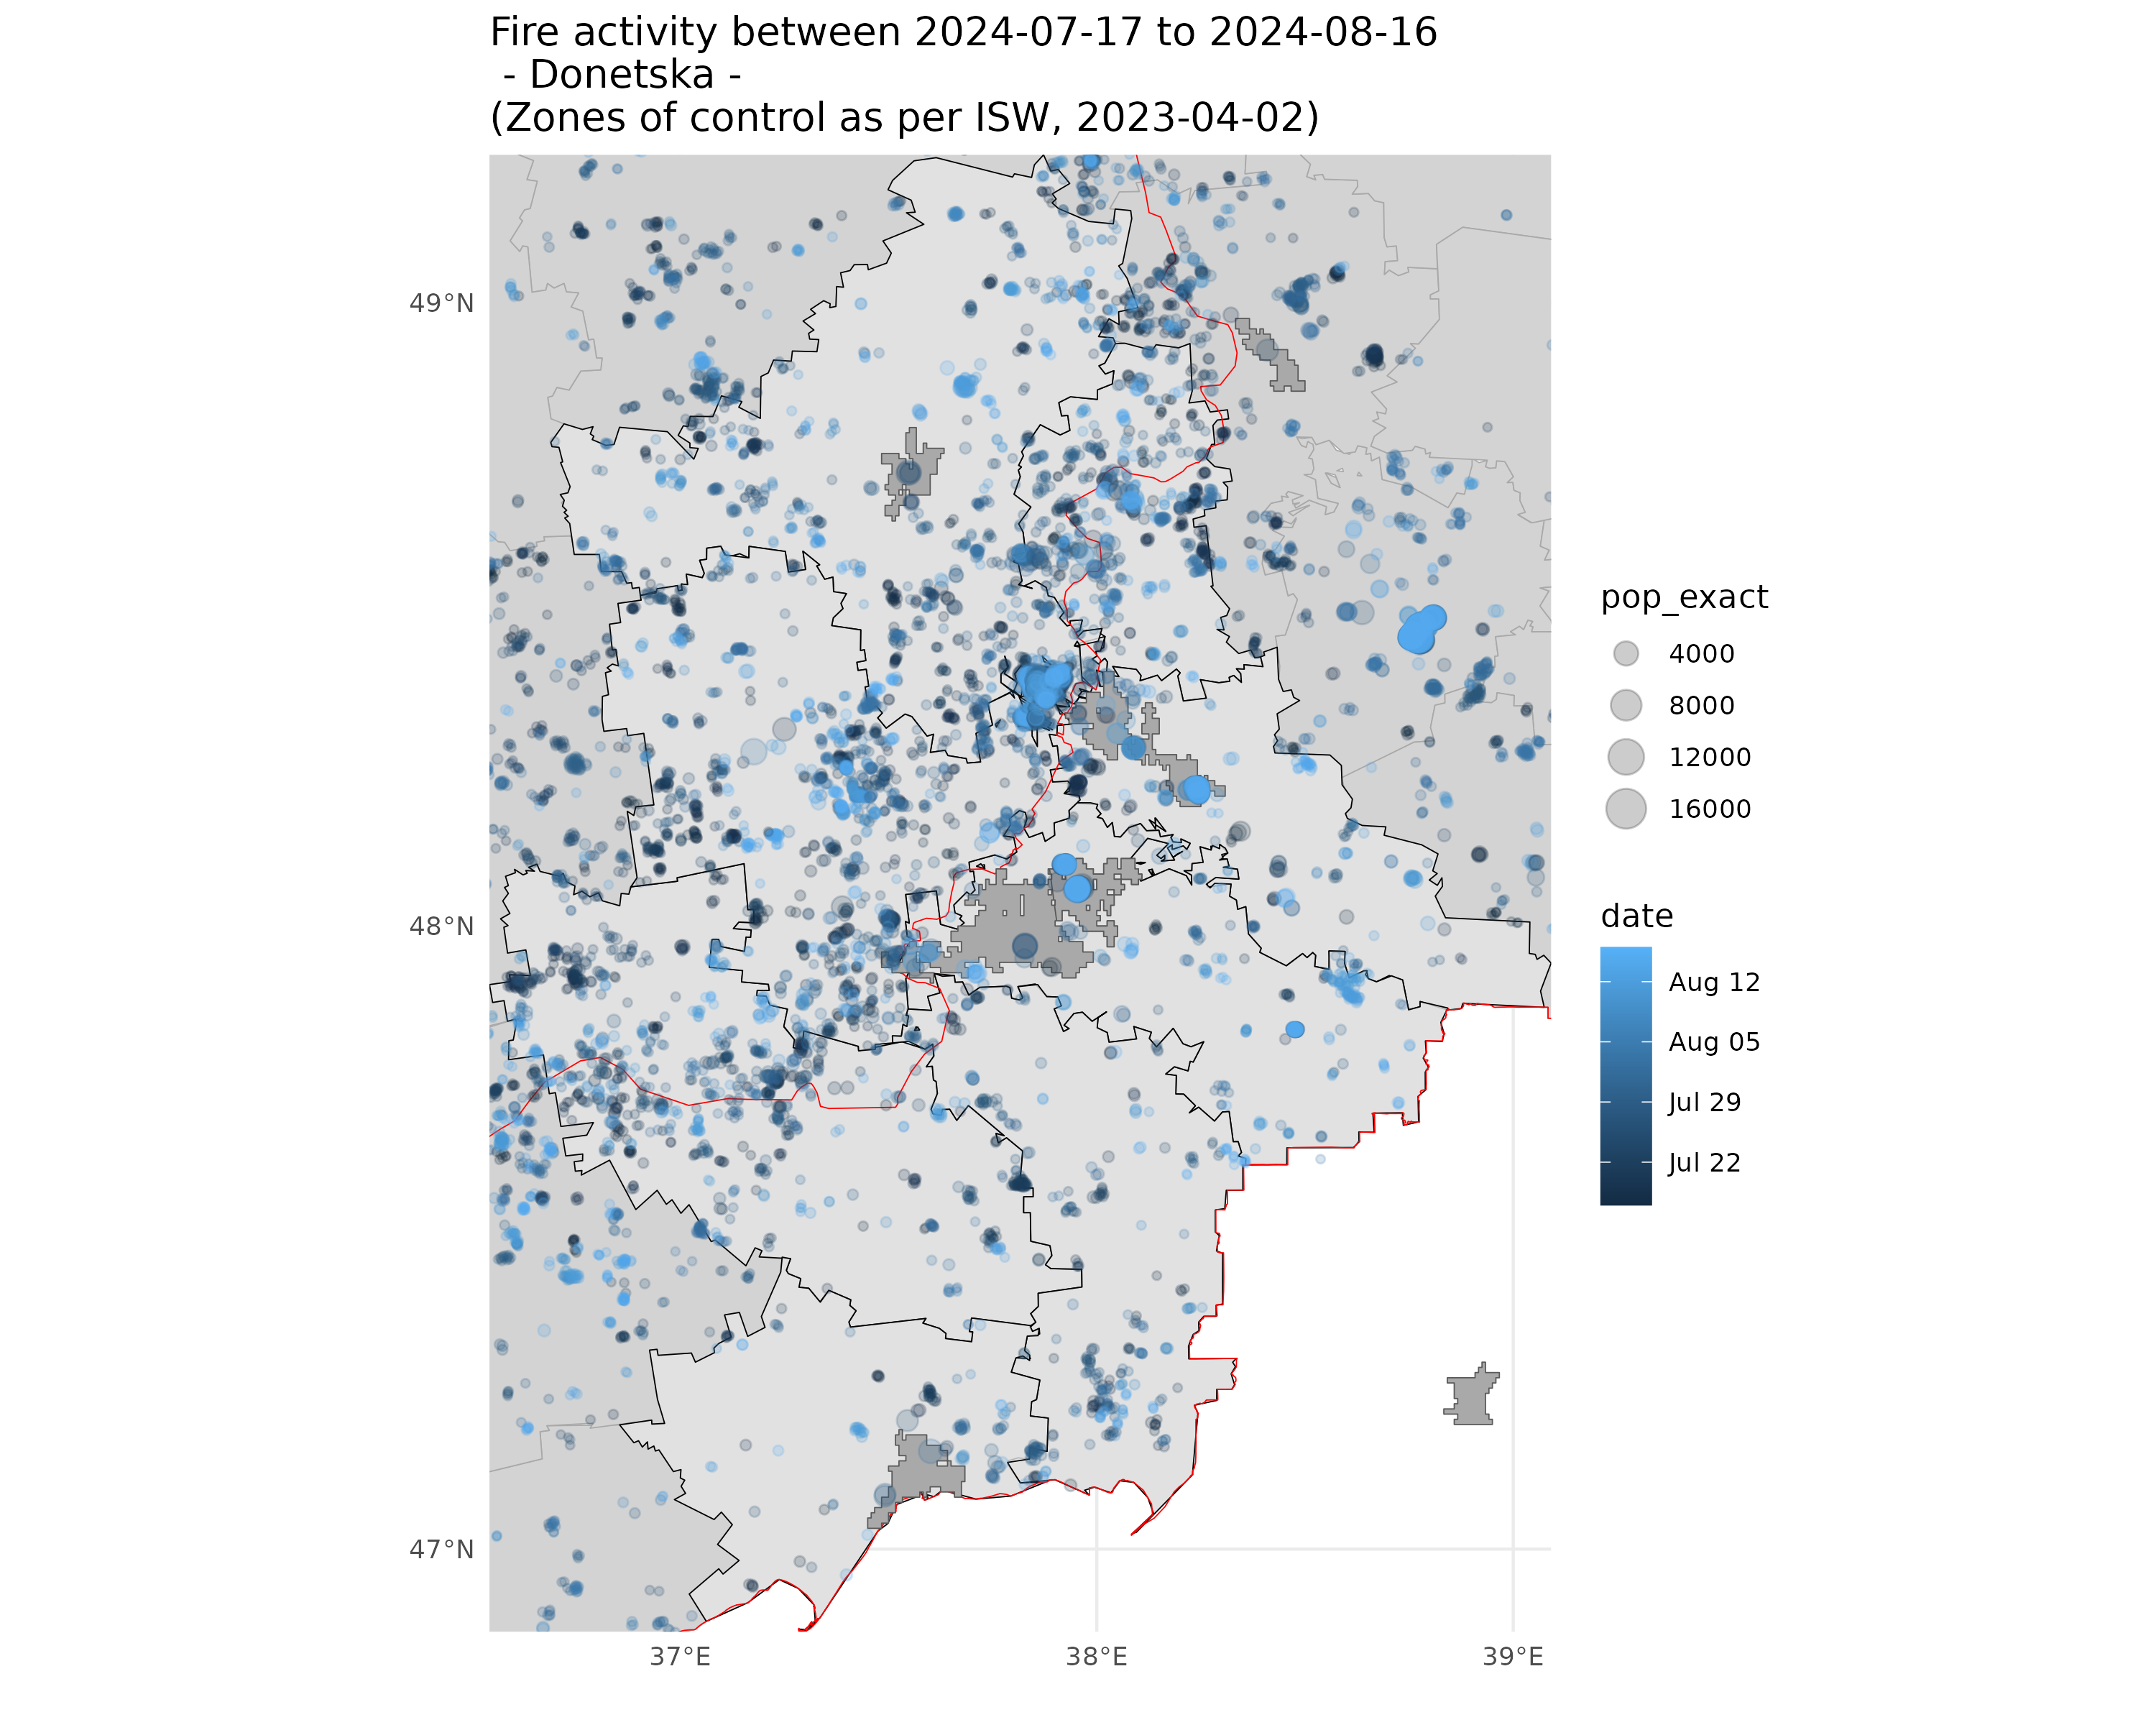 Fire activity between 2024-07-17 to 2024-08-16
- Donetska -
(Zones of control as per ISW, 2023-04-02)
49°N
48°N
47°N
37°E
38°E
39°E
pop_exact
4000
8000
12000
16000
date
Aug 12
Aug 05
Jul 29
Jul 22